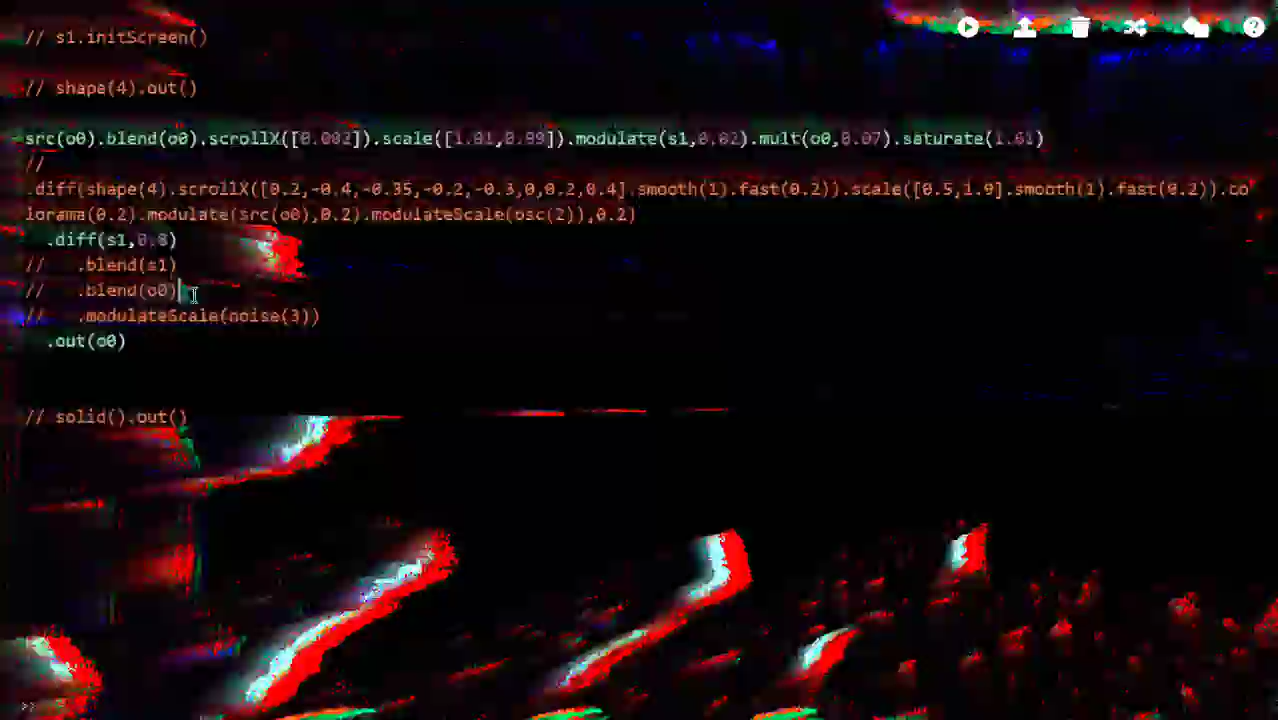 // s1.initScreen()
// shape(4).out()
src(o0).blend(o0).scrollX([0.002]).scale([1.01,0.99]).modulate(s1,0.02).mult(o0,0.07).saturate(1.61)
//
.diff(shape(4).scrollX([0.2,-0.4,-0.35,-0.2,-0.3,0,0.2,0.4].smooth(1).fast(0.2)).scale([0.5,1.9].smooth(1).fast(0.2)).co
lorama(0.2).modulate(src(o0),0.2).modulateScale(osc(2)),0.2)
.diff(s1,0.8)
//   .blend(s1)
//   .blend(o0)
//   .modulateScale(noise(3))
.out(o0)
// solid().out()
>>